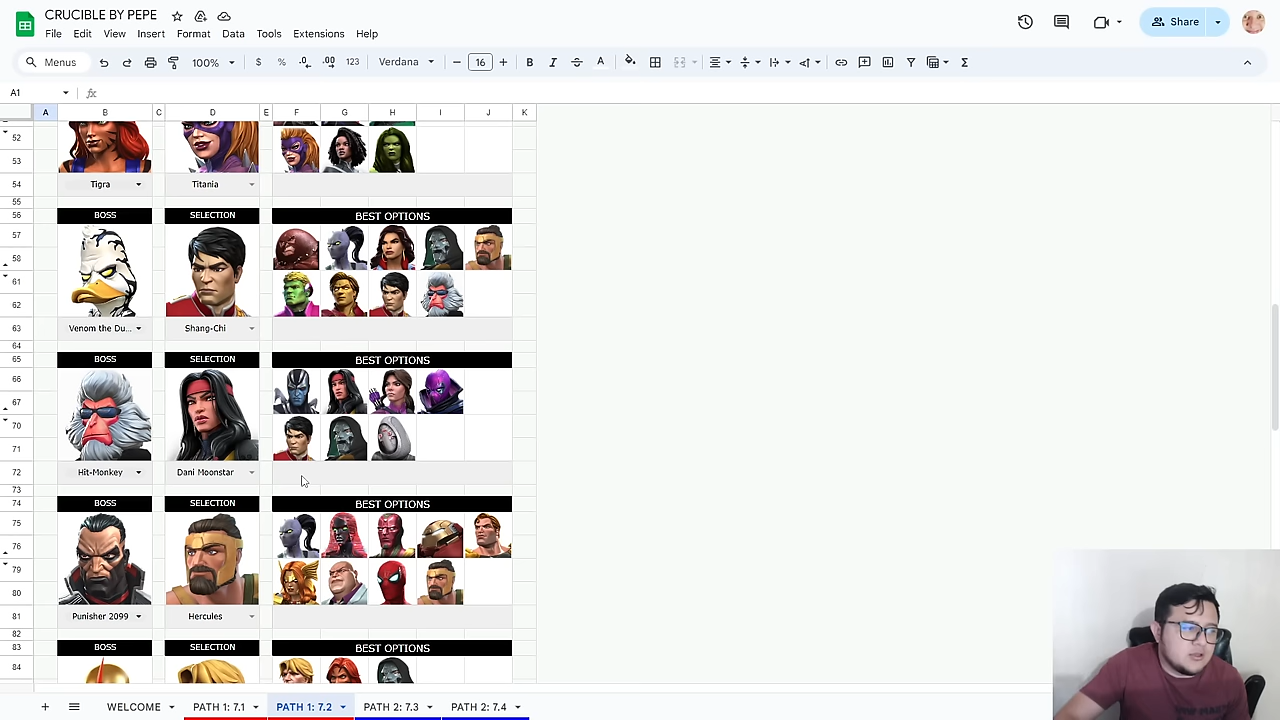 CRUCIBLE BY PEPE
File Edit View Insert Format Data Tools Extensions Help
Share
Menus
100%
$ % .0 .00 123
Verdana
16
B I A
A1
fx
A B C D E F G H I J K
52
53
54 Tigra Titania
55
56 BOSS SELECTION BEST OPTIONS
57
58
61
62
63 Venom the Du... Shang-Chi
64
65 BOSS SELECTION BEST OPTIONS
66
67
70
71
72 Hit-Monkey Dani Moonstar
73
74 BOSS SELECTION BEST OPTIONS
75
76
79
80
81 Punisher 2099 Hercules
82
83 BOSS SELECTION BEST OPTIONS
84
WELCOME PATH 1: 7.1 PATH 1: 7.2 PATH 2: 7.3 PATH 2: 7.4